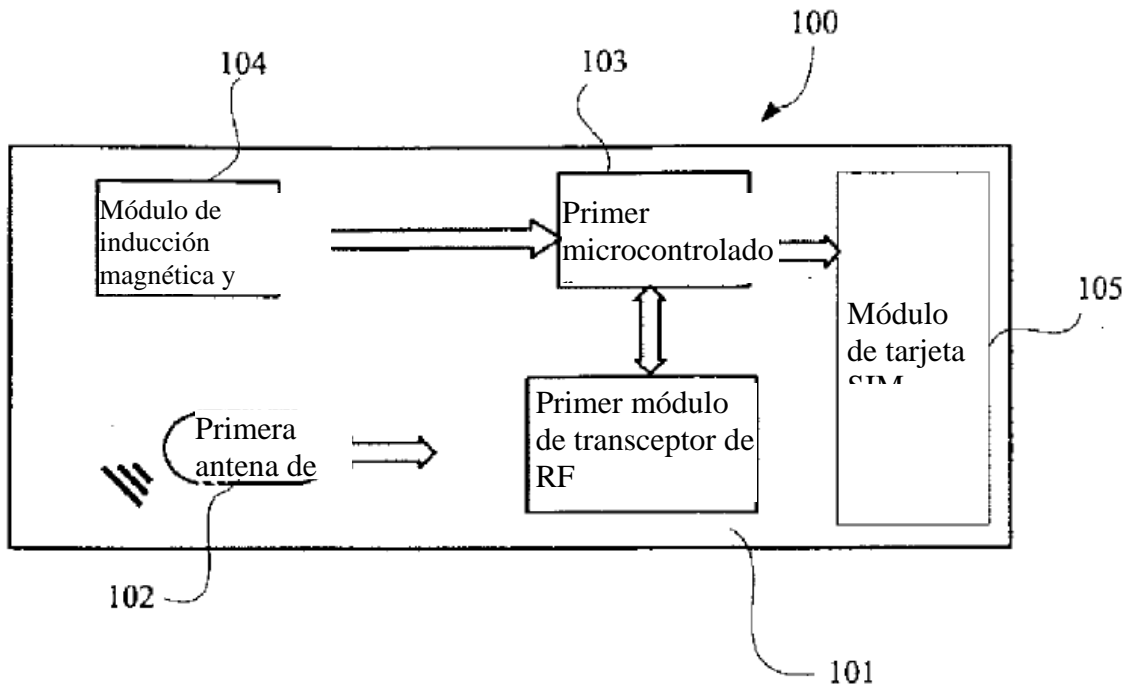 100
104
103
Módulo de
inducción
magnética y
Primer
microcontrolado
105
Módulo
de tarjeta
SIM
Primer módulo
de transceptor de
RF
Primera
antena de
102
101